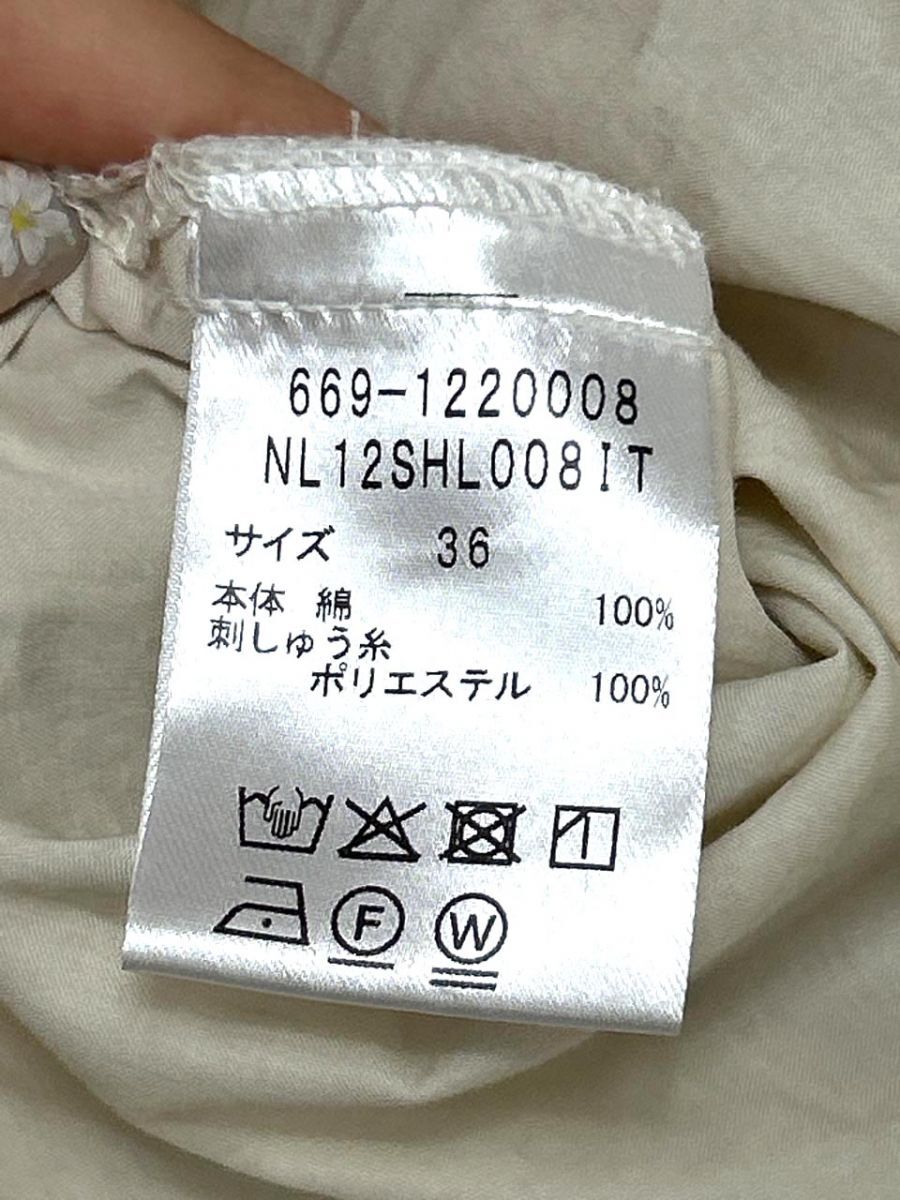 669-1220008
NL12SHL008IT
サイズ 36
本体 綿 100%
刺しゅう糸
ポリエステル 100%
F W